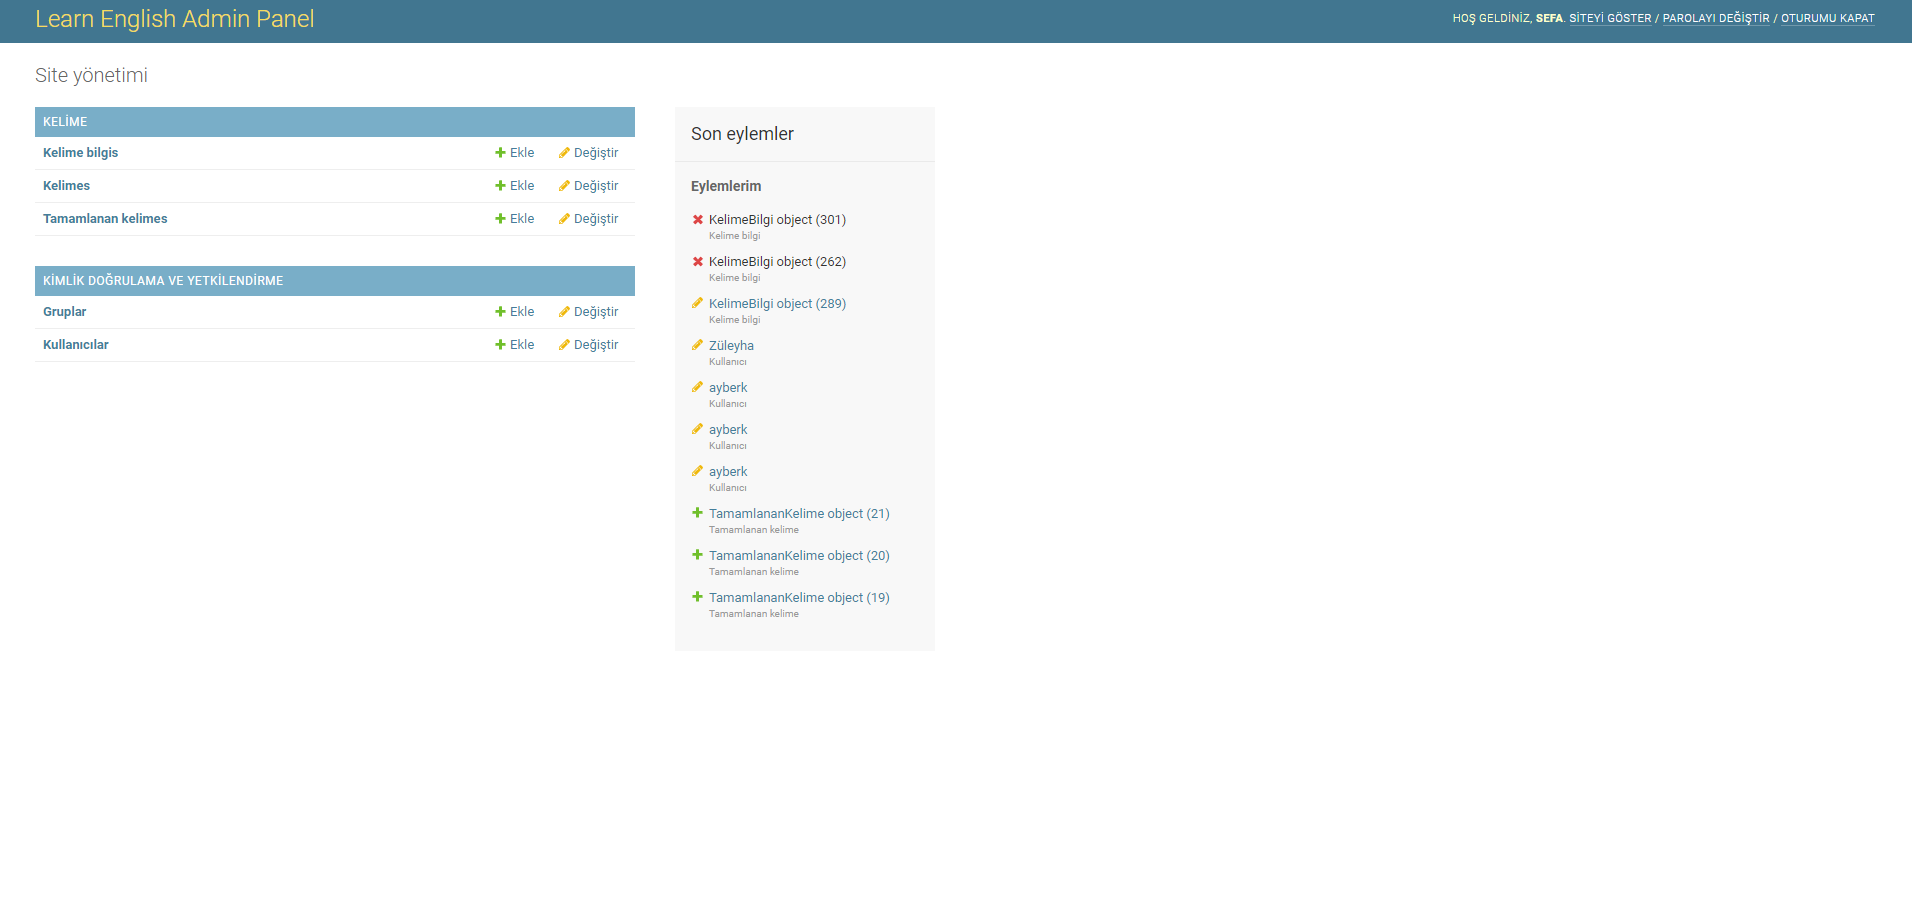 Learn English Admin Panel
HOŞ GELDİNİZ, SEFA. SİTEYİ GÖSTER / PAROLAYI DEĞİŞTİR / OTURUMU KAPAT
Site yönetimi
KELİME
Kelime bilgis Ekle Değiştir
Kelimes Ekle Değiştir
Tamamlanan kelimes Ekle Değiştir
KİMLİK DOĞRULAMA VE YETKİLENDİRME
Gruplar Ekle Değiştir
Kullanıcılar Ekle Değiştir
Son eylemler
Eylemlerim
KelimeBilgi object (301)
Kelime bilgi
KelimeBilgi object (262)
Kelime bilgi
KelimeBilgi object (289)
Kelime bilgi
Züleyha
Kullanıcı
ayberk
Kullanıcı
ayberk
Kullanıcı
ayberk
Kullanıcı
TamamlananKelime object (21)
Tamamlanan kelime
TamamlananKelime object (20)
Tamamlanan kelime
TamamlananKelime object (19)
Tamamlanan kelime